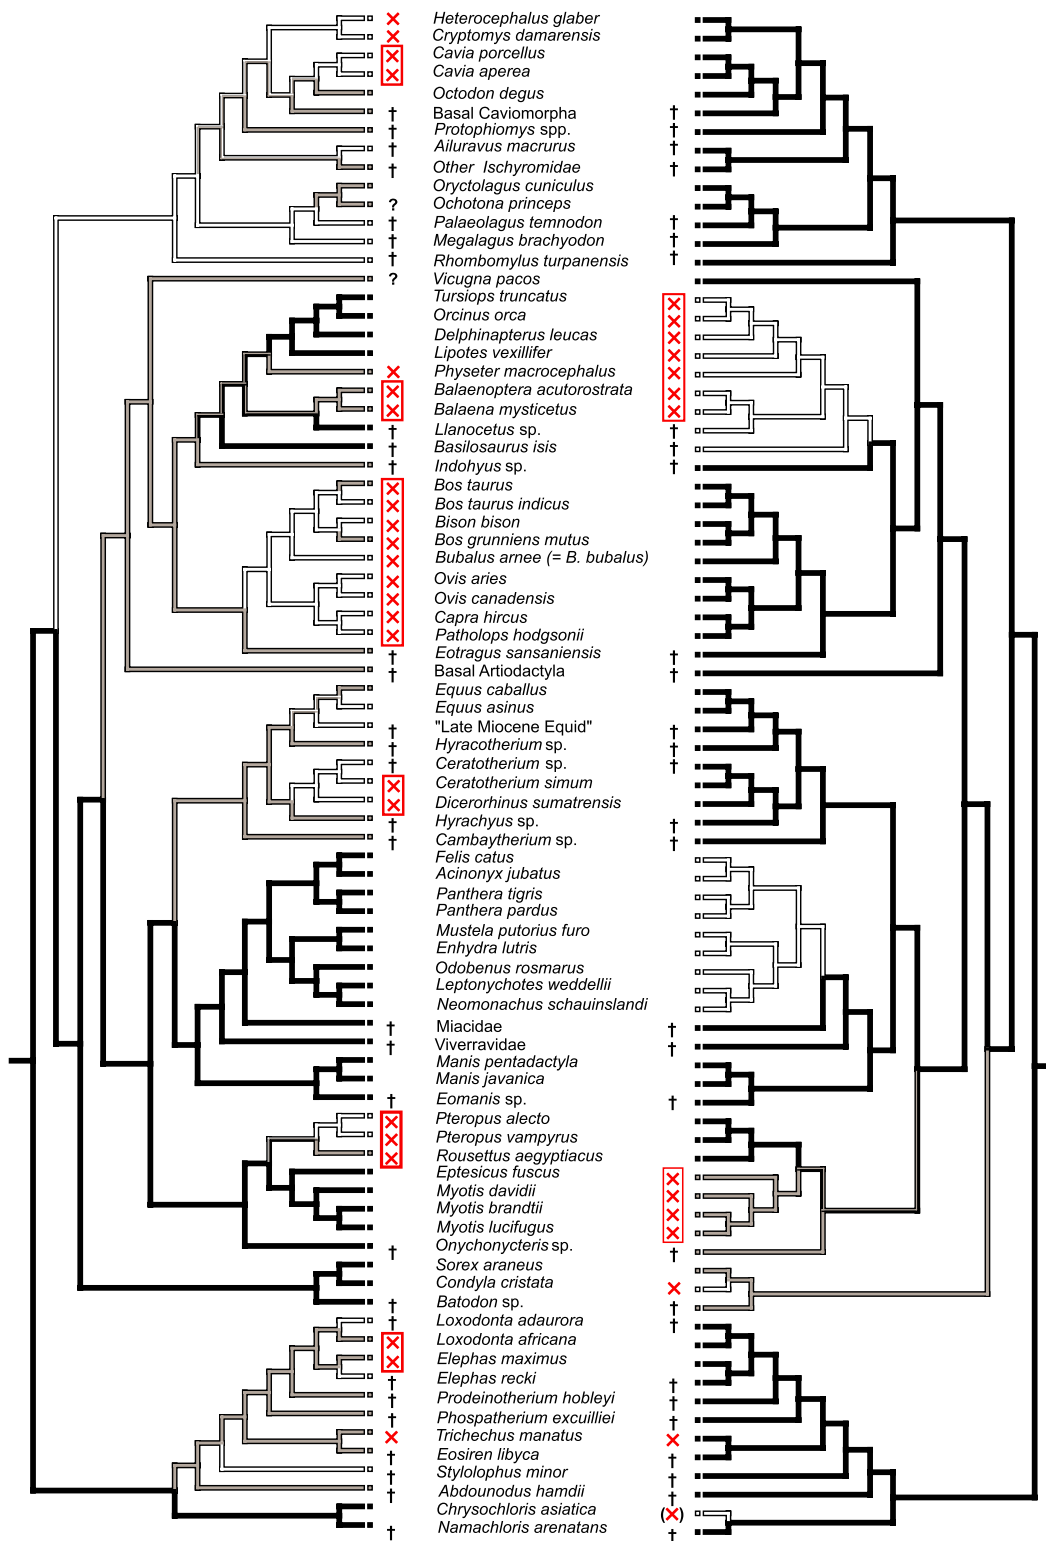 Heterocephalus glaber
Cryptomys damarensis
Cavia porcellus
Cavia aperea
Octodon degus
† Basal Caviomorpha †
† Protophiomys spp. †
† Ailuravus macrurus †
† Other Ischyromidae †
Oryctolagus cuniculus
? Ochotona princeps
† Palaeolagus temnodon †
† Megalagus brachyodon †
† Rhombomylus turpanensis †
? Vicugna pacos
Tursiops truncatus
Orcinus orca
Delphinapterus leucas
Lipotes vexillifer
Physeter macrocephalus
Balaenoptera acutorostrata
Balaena mysticetus
† Llanocetus sp. †
† Basilosaurus isis †
† Indohyus sp. †
Bos taurus
Bos taurus indicus
Bison bison
Bos grunniens mutus
Bubalus arnee (= B. bubalus)
Ovis aries
Ovis canadensis
Capra hircus
Patholops hodgsonii
† Eotragus sansaniensis †
† Basal Artiodactyla †
Equus caballus
Equus asinus
† "Late Miocene Equid" †
† Hyracotherium sp. †
† Ceratotherium sp. †
Ceratotherium simum
Dicerorhinus sumatrensis
† Hyrachyus sp. †
† Cambaytherium sp. †
Felis catus
Acinonyx jubatus
Panthera tigris
Panthera pardus
Mustela putorius furo
Enhydra lutris
Odobenus rosmarus
Leptonychotes weddellii
Neomonachus schauinslandi
† Miacidae †
† Viverravidae †
Manis pentadactyla
Manis javanica
† Eomanis sp. †
Pteropus alecto
Pteropus vampyrus
Rousettus aegyptiacus
Eptesicus fuscus
Myotis davidii
Myotis brandtii
Myotis lucifugus
† Onychonycteris sp. †
Sorex araneus
Condyla cristata
† Batodon sp. †
† Loxodonta adaurora †
Loxodonta africana
Elephas maximus
† Elephas recki †
† Prodeinotherium hobleyi †
† Phospatherium excuilliei †
Trichechus manatus
† Eosiren libyca †
† Stylolophus minor †
† Abdounodus hamdii †
Chrysochloris asiatica (×)
† Namachloris arenatans †